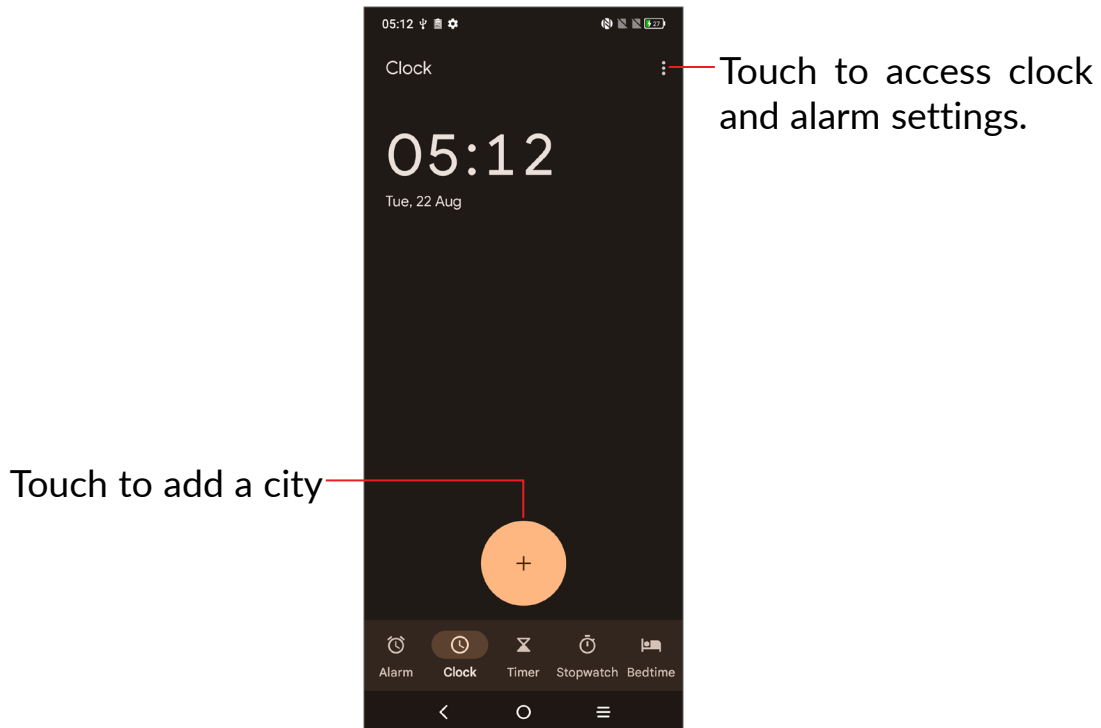 05:12
27
Clock
Touch to access clock
and alarm settings.
05:12
Tue, 22 Aug
Touch to add a city
+
Alarm Clock Timer Stopwatch Bedtime